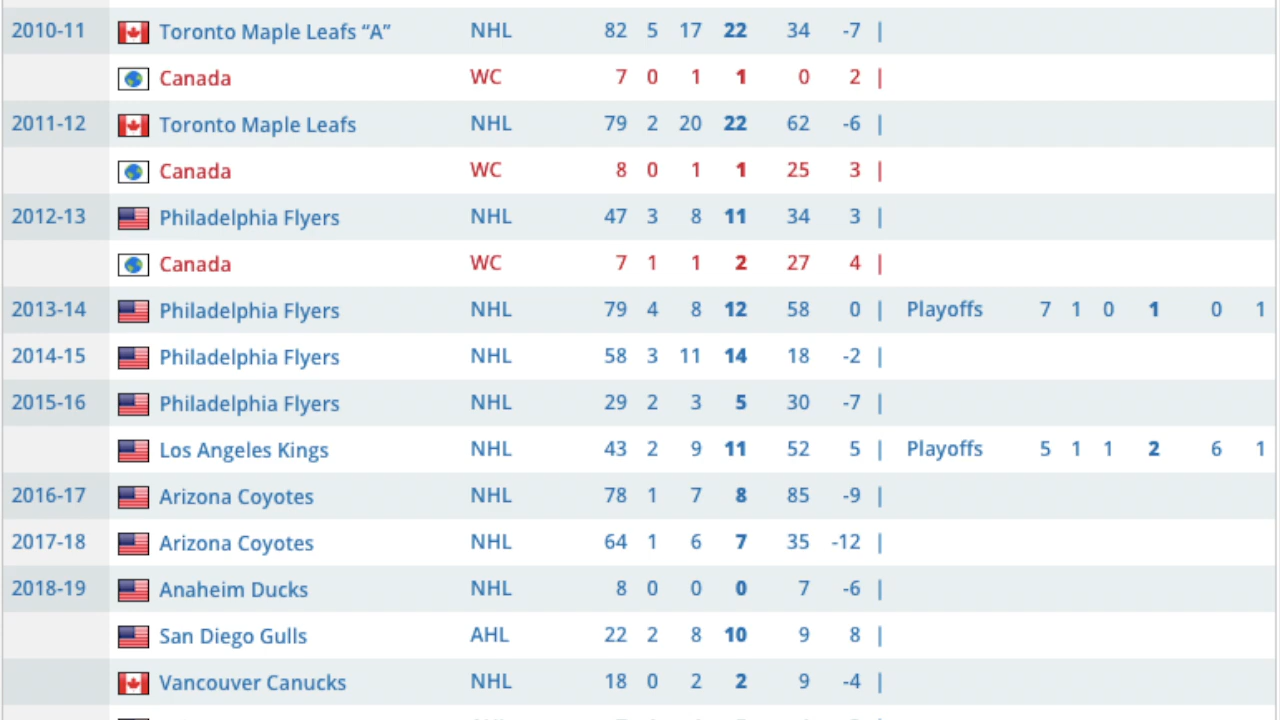 2010-11 Toronto Maple Leafs “A” NHL 82 5 17 22 34 -7 |
Canada WC 7 0 1 1 0 2 |
2011-12 Toronto Maple Leafs NHL 79 2 20 22 62 -6 |
Canada WC 8 0 1 1 25 3 |
2012-13 Philadelphia Flyers NHL 47 3 8 11 34 3 |
Canada WC 7 1 1 2 27 4 |
2013-14 Philadelphia Flyers NHL 79 4 8 12 58 0 | Playoffs 7 1 0 1 0 1
2014-15 Philadelphia Flyers NHL 58 3 11 14 18 -2 |
2015-16 Philadelphia Flyers NHL 29 2 3 5 30 -7 |
Los Angeles Kings NHL 43 2 9 11 52 5 | Playoffs 5 1 1 2 6 1
2016-17 Arizona Coyotes NHL 78 1 7 8 85 -9 |
2017-18 Arizona Coyotes NHL 64 1 6 7 35 -12 |
2018-19 Anaheim Ducks NHL 8 0 0 0 7 -6 |
San Diego Gulls AHL 22 2 8 10 9 8 |
Vancouver Canucks NHL 18 0 2 2 9 -4 |